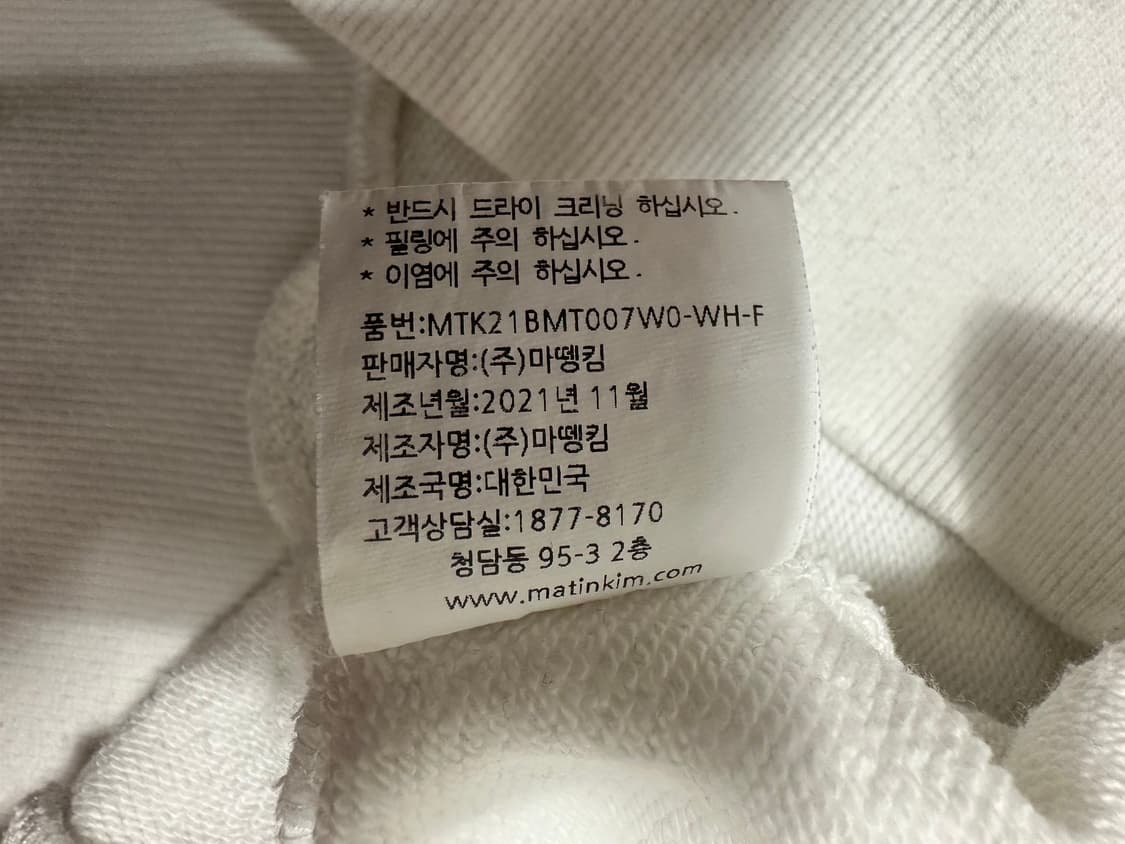 * 반드시 드라이 크리닝 하십시오.
* 필링에 주의 하십시오.
* 이염에 주의 하십시오.
품번:MTK21BMT007W0-WH-F
판매자명:(주)마뗑킴
제조년월:2021년 11월
제조자명:(주)마뗑킴
제조국명:대한민국
고객상담실:1877-8170
청담동 95-3 2층
www.matinkim.com